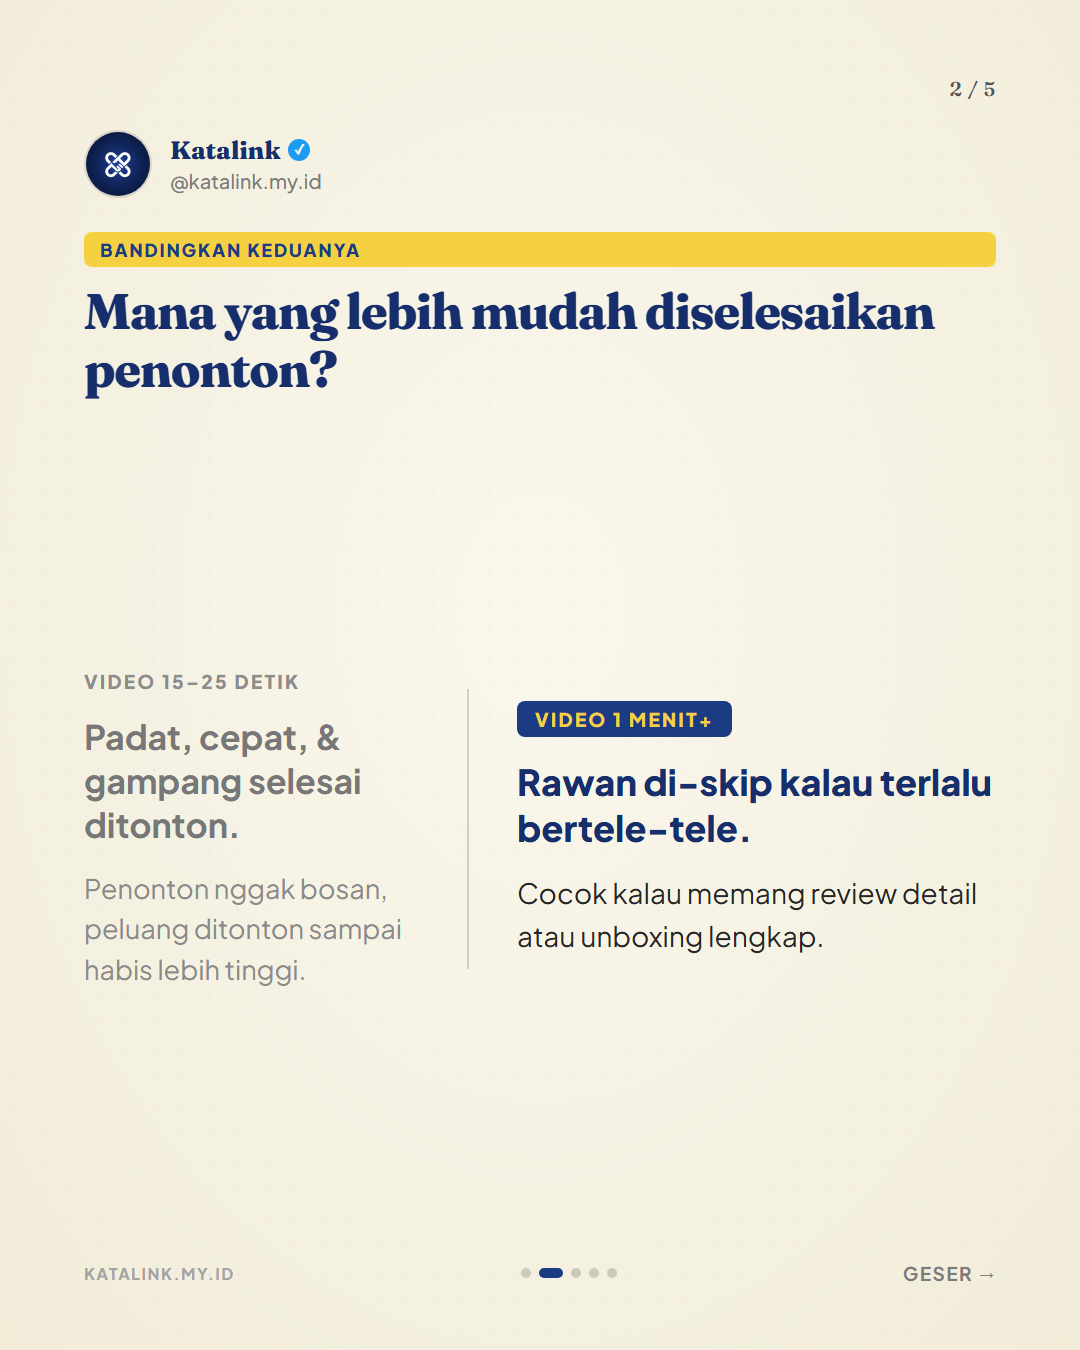 2 / 5
Katalink
@katalink.my.id
BANDINGKAN KEDUANYA
Mana yang lebih mudah diselesaikan
penonton?
VIDEO 15–25 DETIK
Padat, cepat, &
gampang selesai
ditonton.
Penonton nggak bosan,
peluang ditonton sampai
habis lebih tinggi.
VIDEO 1 MENIT+
Rawan di-skip kalau terlalu
bertele-tele.
Cocok kalau memang review detail
atau unboxing lengkap.
KATALINK.MY.ID
GESER →